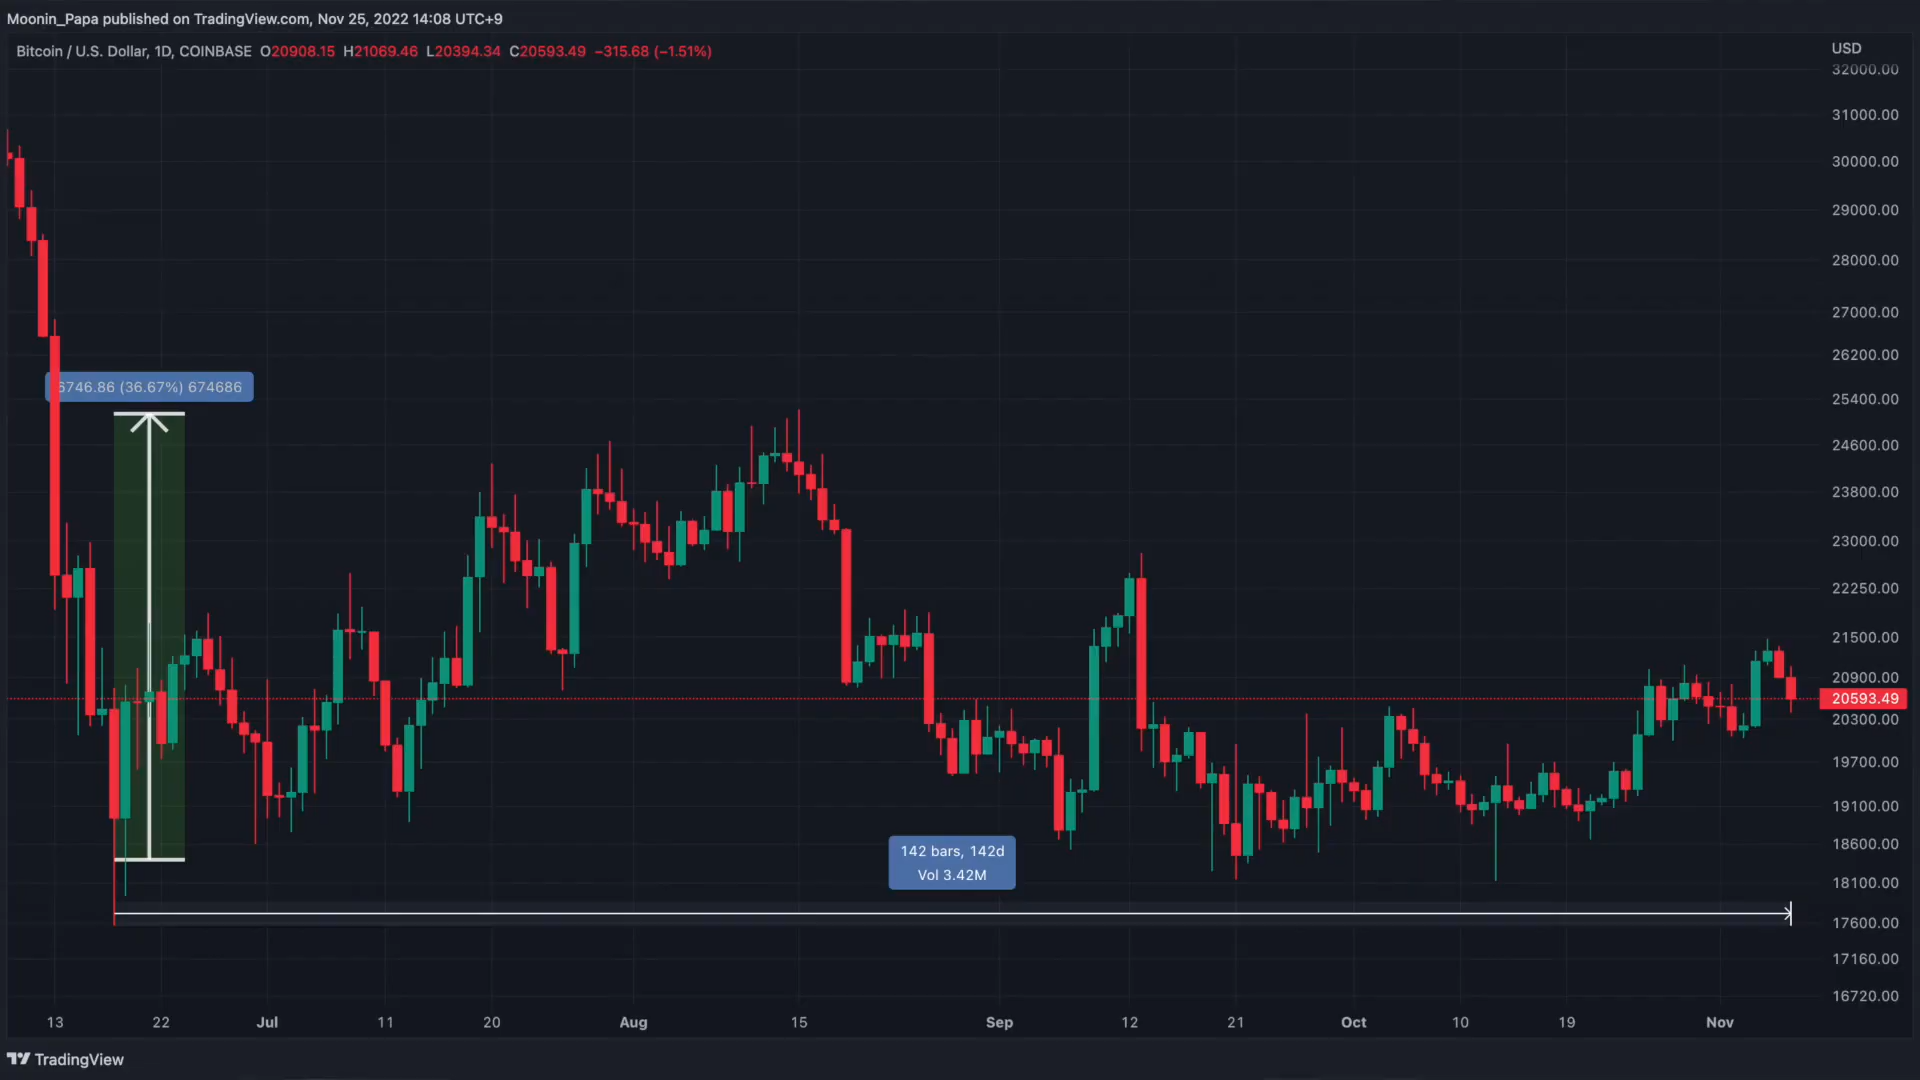 Moonin_Papa published on TradingView.com, Nov 25, 2022 14:08 UTC+9
Bitcoin / U.S. Dollar, 1D, COINBASE O20908.15 H21069.46 L20394.34 C20593.49 −315.68 (−1.51%)
USD
32000.00
31000.00
30000.00
29000.00
28000.00
27000.00
26200.00
6746.86 (36.67%) 674686
25400.00
24600.00
23800.00
23000.00
22250.00
21500.00
20900.00
20593.49
20300.00
19700.00
19100.00
18600.00
142 bars, 142d
Vol 3.42M
18100.00
17600.00
17160.00
16720.00
13 22 Jul 11 20 Aug 15 Sep 12 21 Oct 10 19 Nov
TradingView